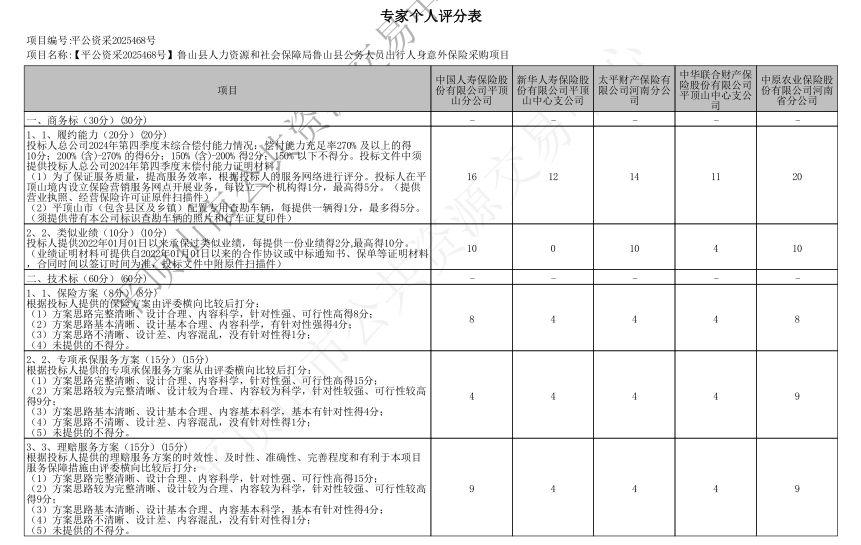 专家个人评分表
项目编号:平公资采2025468号
项目名称:【平公资采2025468号】鲁山县人力资源和社会保障局鲁山县公务人员出行人身意外保险采购项目
项目
中国人寿保险股份有限公司平顶山分公司
新华人寿保险股份有限公司平顶山中心支公司
太平财产保险有限公司河南分公司
中华联合财产保险股份有限公司平顶山中心支公司
中原农业保险股份有限公司河南省分公司
一、商务标（30分）(30分) – – – – –
1、1、履约能力（20分）(20分)
投标人总公司2024年第四季度末综合偿付能力情况：偿付能力充足率270%及以上的得
10分；200%(含)-270%的得6分；150%(含)-200%得2分；150%以下不得分。投标文件中须
提供投标人总公司2024年第四季度末偿付能力证明材料。
（1）为了保证服务质量，提高服务效率，根据投标人的服务网络进行评分。投标人在平
顶山境内设立保险营销服务网点开展业务，每设立一个机构得1分，最高得5分。（提供
营业执照、经营保险许可证原件扫描件）
（2）平顶山市（包含县区及乡镇）配置专用查勘车辆，每提供一辆得1分，最多得5分。
（须提供带有本公司标识查勘车辆的照片和行车证复印件）
16 12 14 11 20
2、2、类似业绩（10分）(10分)
投标人提供2022年01月01日以来承保过类似业绩，每提供一份业绩得2分,最高得10分。
（业绩证明材料可提供自2022年01月01日以来的合作协议或中标通知书、保单等证明材料
，合同时间以签订时间为准、投标文件中附原件扫描件）
10 0 10 4 10
二、技术标（60分）(60分) – – – – –
1、1、保险方案（8分）(8分)
根据投标人提供的保险方案由评委横向比较后打分：
（1）方案思路完整清晰、设计合理、内容科学，针对性强、可行性高得8分；
（2）方案思路基本清晰、设计基本合理、内容科学，有针对性强得4分；
（3）方案思路不清晰、设计差、内容混乱，没有针对性得1分；
（4）未提供的不得分。
8 4 4 4 8
2、2、专项承保服务方案（15分）(15分)
根据投标人提供的专项承保服务方案从由评委横向比较后打分：
（1）方案思路完整清晰、设计合理、内容科学，针对性强、可行性高得15分；
（2）方案思路较为完整清晰、设计较为合理、内容较为科学，针对性较强、可行性较高
得9分；
（3）方案思路基本清晰、设计基本合理、内容基本科学，基本有针对性得4分；
（4）方案思路不清晰、设计差、内容混乱，没有针对性得1分；
（5）未提供的不得分。
4 4 4 4 9
3、3、理赔服务方案（15分）(15分)
根据投标人提供的理赔服务方案的时效性、及时性、准确性、完善程度和有利于本项目
服务保障措施由评委横向比较后打分：
（1）方案思路完整清晰、设计合理、内容科学，针对性强、可行性高得15分；
（2）方案思路较为完整清晰、设计较为合理、内容较为科学，针对性较强、可行性较高
得9分；
（3）方案思路基本清晰、设计基本合理、内容基本科学，基本有针对性得4分；
（4）方案思路不清晰、设计差、内容混乱，没有针对性得1分；
（5）未提供的不得分。
9 4 4 4 9